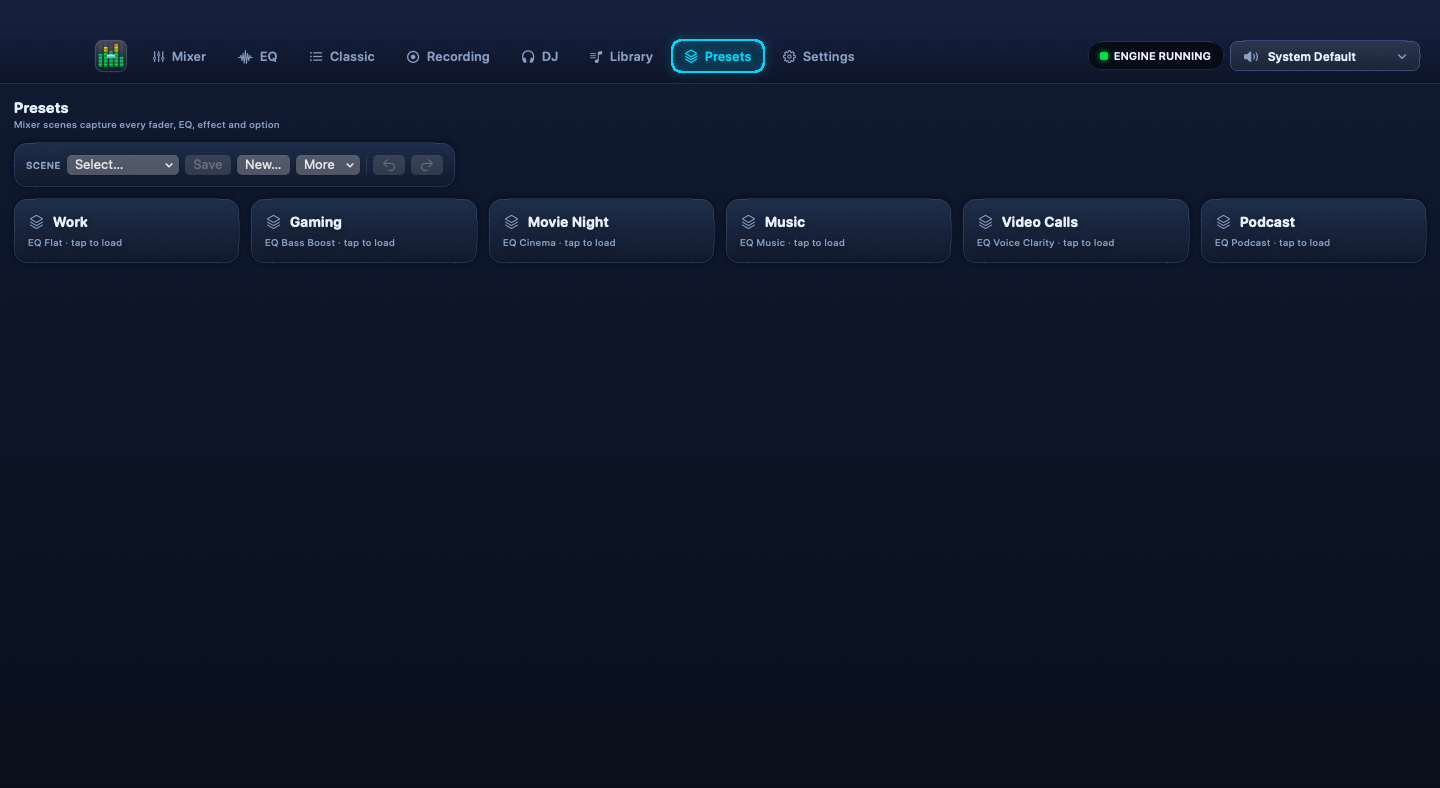 Mixer EQ Classic Recording DJ Library Presets Settings ENGINE RUNNING System Default
Presets
Mixer scenes capture every fader, EQ, effect and option
SCENE Select... Save New... More
Work Gaming Movie Night Music Video Calls Podcast
EQ Flat · tap to load EQ Bass Boost · tap to load EQ Cinema · tap to load EQ Music · tap to load EQ Voice Clarity · tap to load EQ Podcast · tap to load